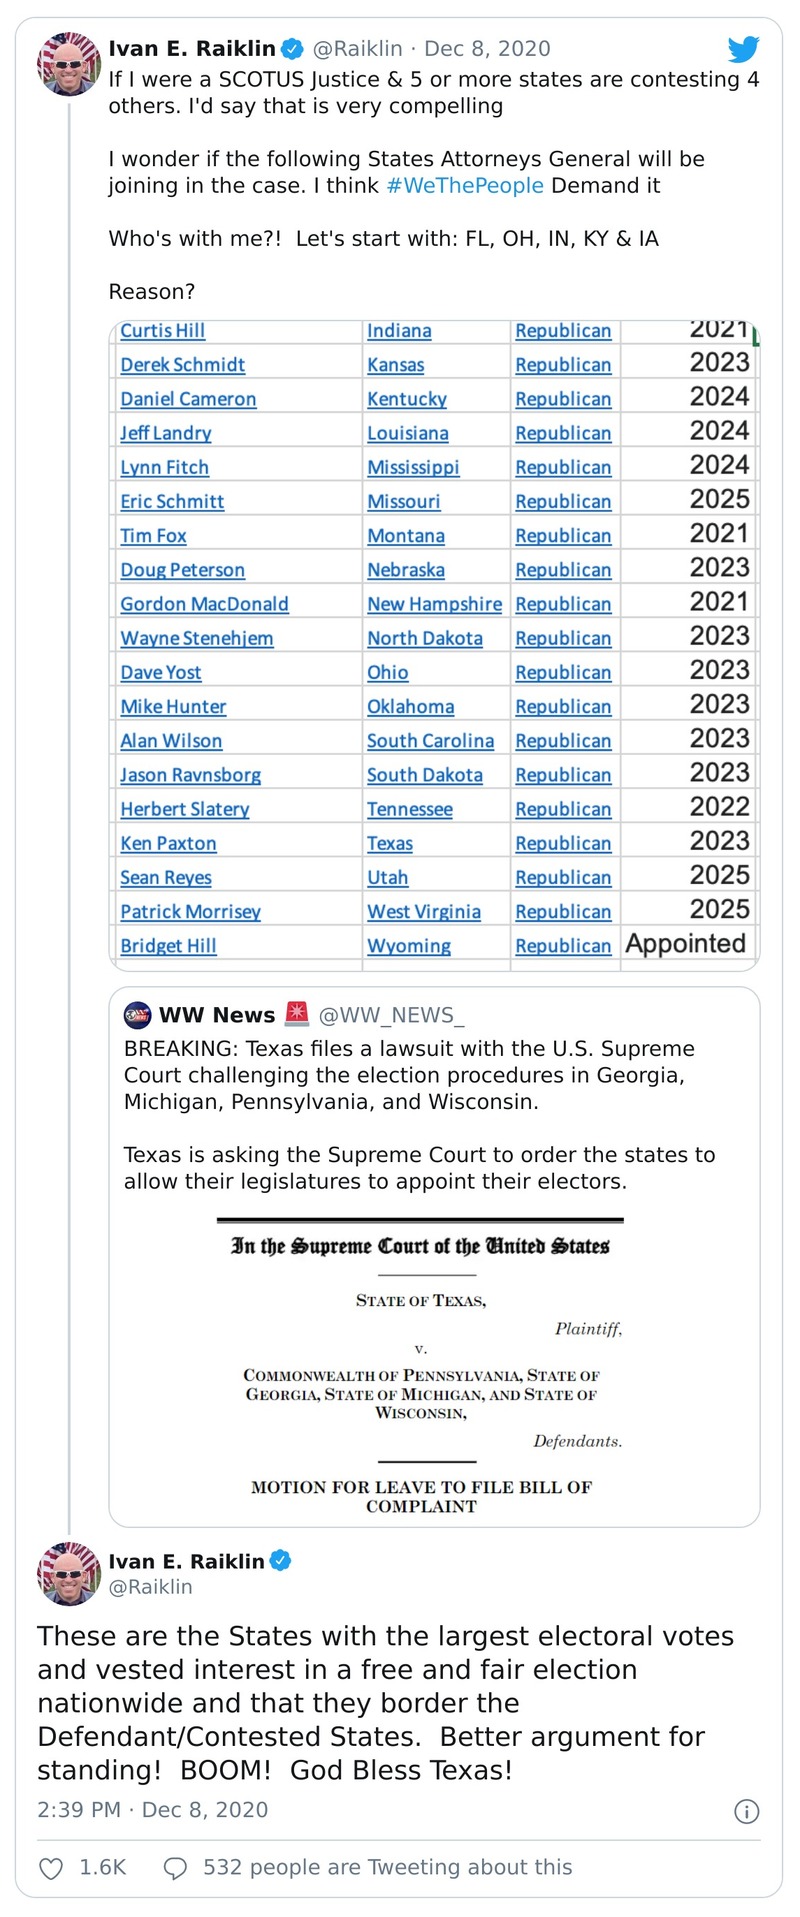 Ivan E. Raiklin @Raiklin · Dec 8, 2020
If I were a SCOTUS Justice & 5 or more states are contesting 4
others. I'd say that is very compelling
I wonder if the following States Attorneys General will be
joining in the case. I think #WeThePeople Demand it
Who's with me?!  Let's start with: FL, OH, IN, KY & IA
Reason?
Curtis Hill Indiana Republican 2021
Derek Schmidt Kansas Republican 2023
Daniel Cameron Kentucky Republican 2024
Jeff Landry Louisiana Republican 2024
Lynn Fitch Mississippi Republican 2024
Eric Schmitt Missouri Republican 2025
Tim Fox Montana Republican 2021
Doug Peterson Nebraska Republican 2023
Gordon MacDonald New Hampshire Republican 2021
Wayne Stenehjem North Dakota Republican 2023
Dave Yost Ohio Republican 2023
Mike Hunter Oklahoma Republican 2023
Alan Wilson South Carolina Republican 2023
Jason Ravnsborg South Dakota Republican 2023
Herbert Slatery Tennessee Republican 2022
Ken Paxton Texas Republican 2023
Sean Reyes Utah Republican 2025
Patrick Morrisey West Virginia Republican 2025
Bridget Hill Wyoming Republican Appointed
WW News 🚨 @WW_NEWS_
BREAKING: Texas files a lawsuit with the U.S. Supreme
Court challenging the election procedures in Georgia,
Michigan, Pennsylvania, and Wisconsin.
Texas is asking the Supreme Court to order the states to
allow their legislatures to appoint their electors.
In the Supreme Court of the United States
STATE OF TEXAS,
Plaintiff,
v.
COMMONWEALTH OF PENNSYLVANIA, STATE OF
GEORGIA, STATE OF MICHIGAN, AND STATE OF
WISCONSIN,
Defendants.
MOTION FOR LEAVE TO FILE BILL OF
COMPLAINT
Ivan E. Raiklin
@Raiklin
These are the States with the largest electoral votes
and vested interest in a free and fair election
nationwide and that they border the
Defendant/Contested States.  Better argument for
standing!  BOOM!  God Bless Texas!
2:39 PM · Dec 8, 2020
1.6K 532 people are Tweeting about this